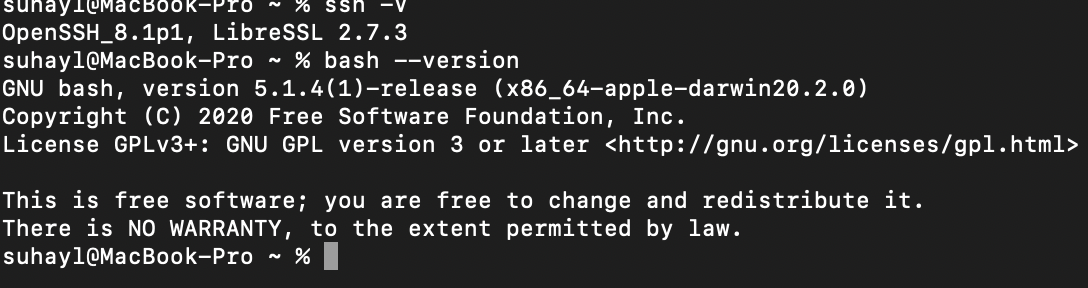 suhayl@MacBook-Pro ~ % ssh -V
OpenSSH_8.1p1, LibreSSL 2.7.3
suhayl@MacBook-Pro ~ % bash --version
GNU bash, version 5.1.4(1)-release (x86_64-apple-darwin20.2.0)
Copyright (C) 2020 Free Software Foundation, Inc.
License GPLv3+: GNU GPL version 3 or later <http://gnu.org/licenses/gpl.html>
This is free software; you are free to change and redistribute it.
There is NO WARRANTY, to the extent permitted by law.
suhayl@MacBook-Pro ~ %